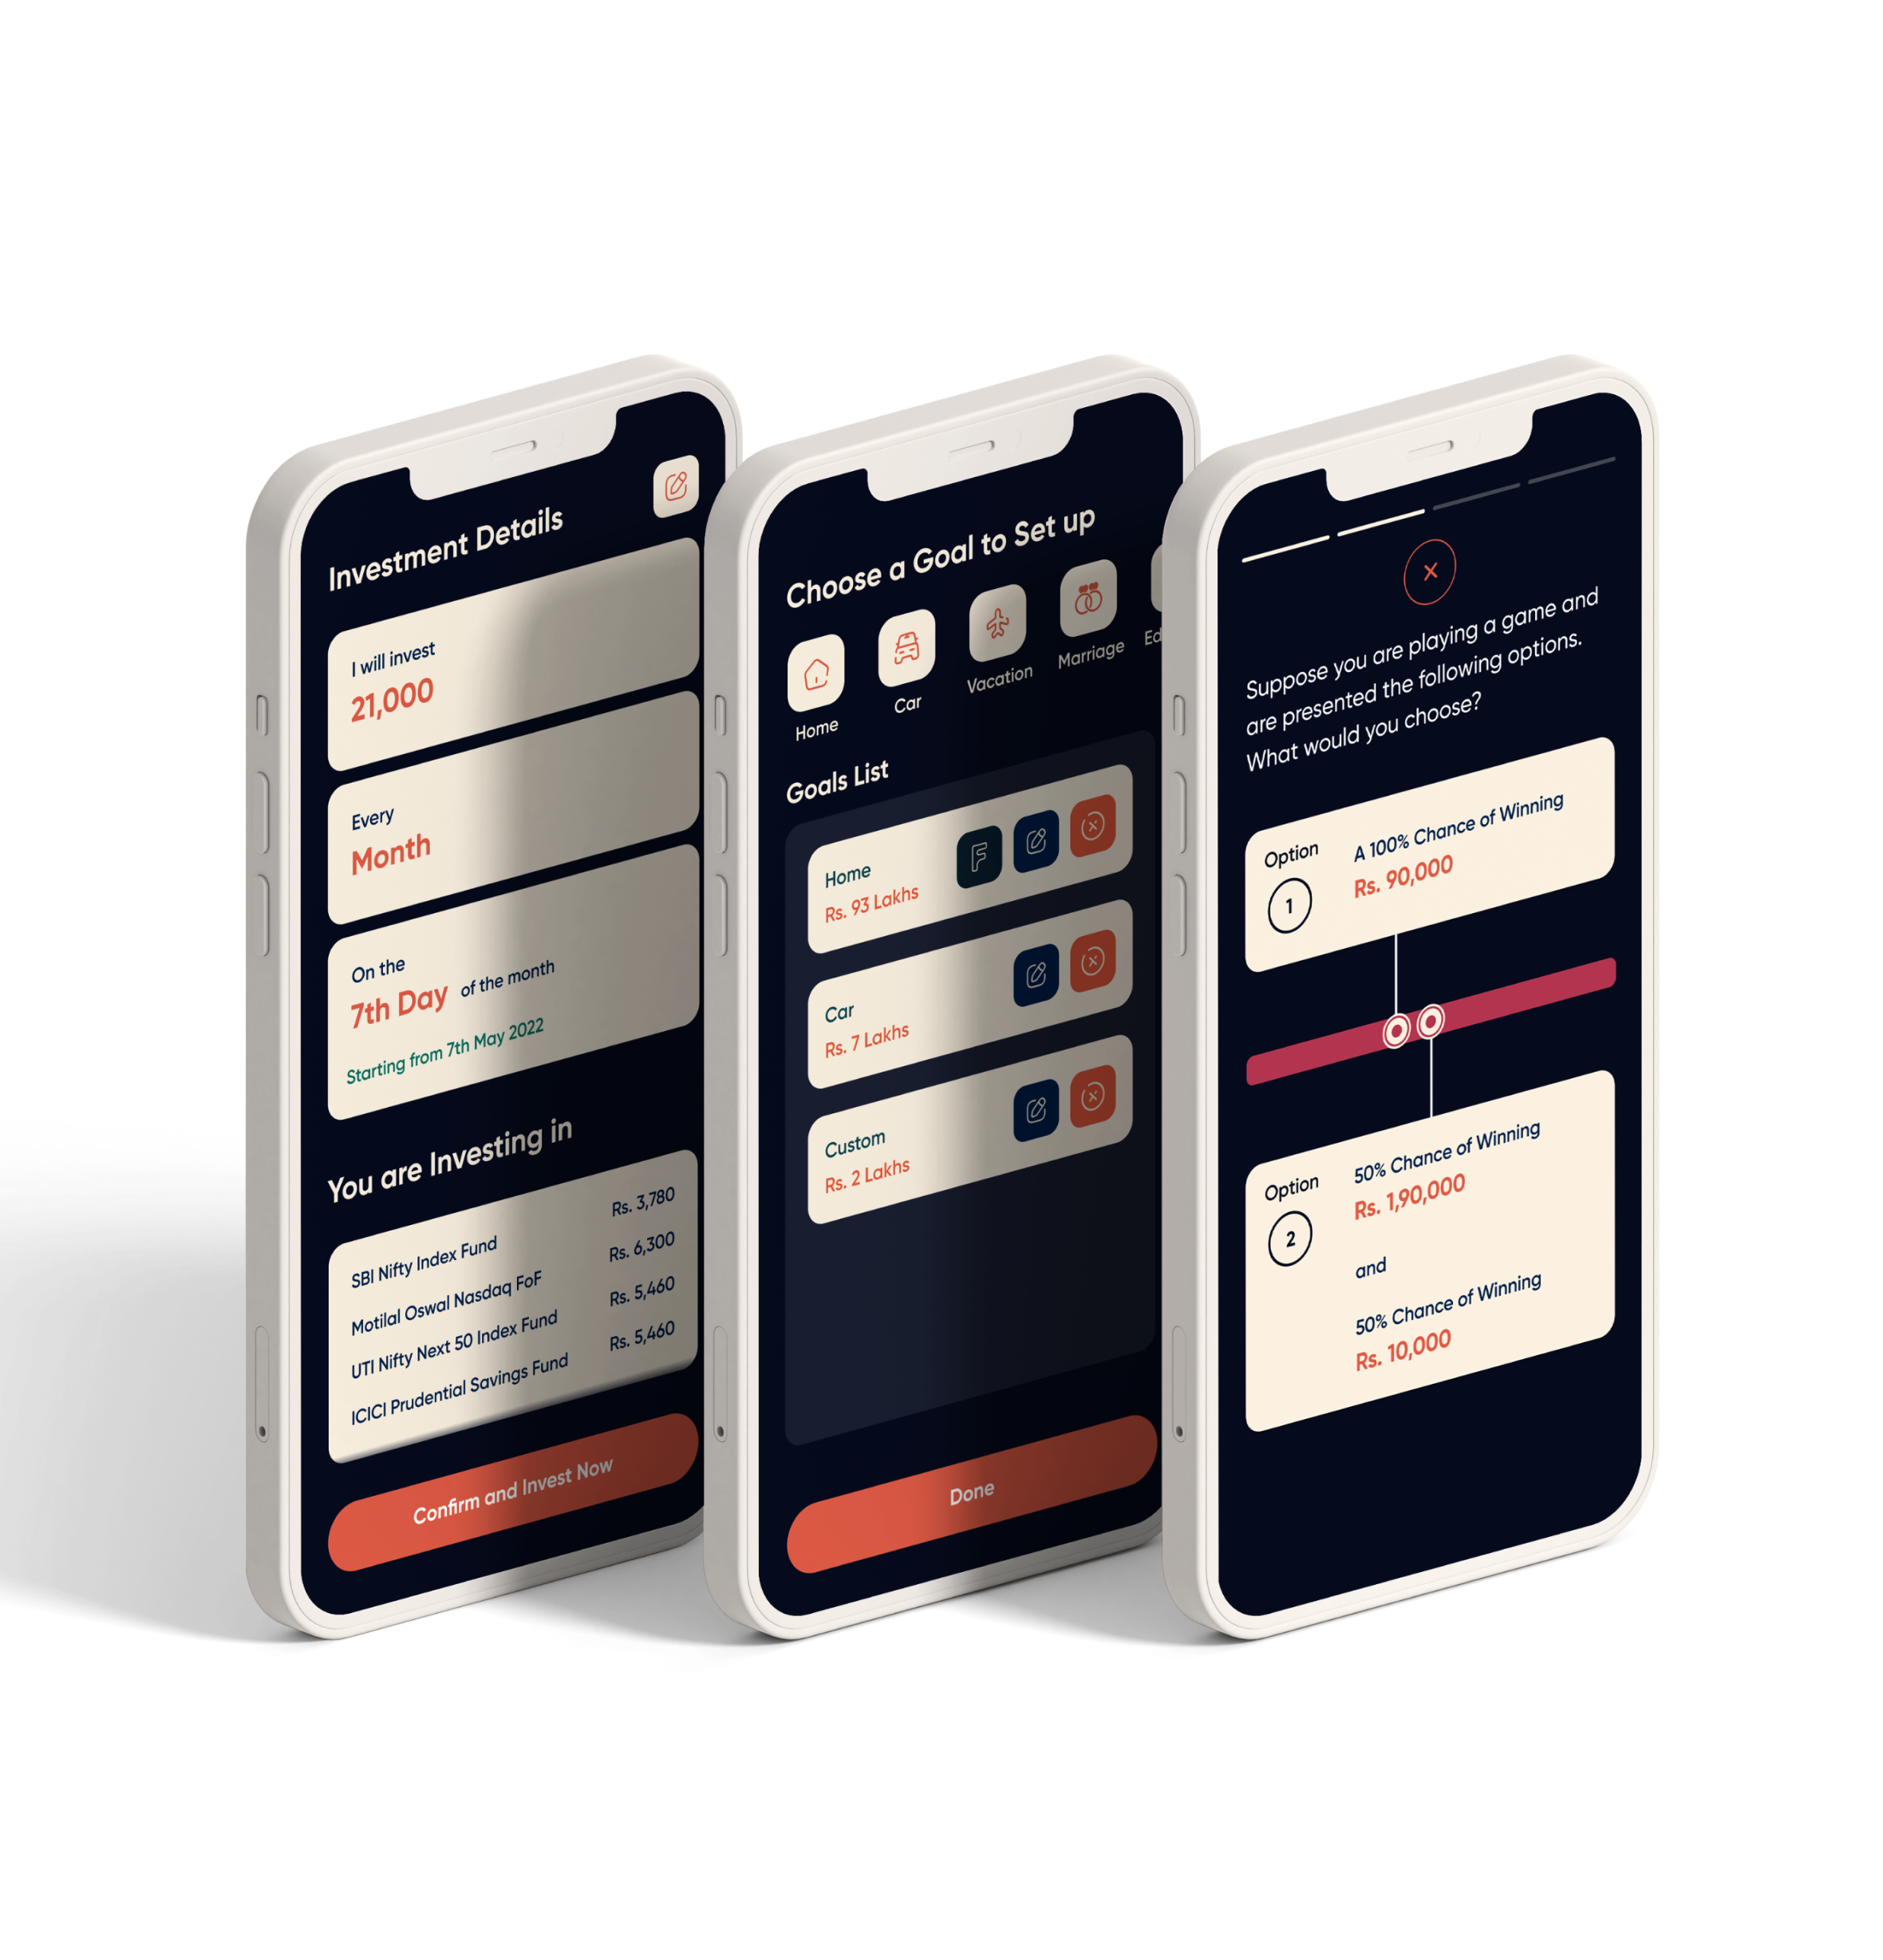 Investment Details
I will invest
21,000
Every
Month
On the
7th Day of the month
Starting from 7th May 2022
You are Investing in
SBI Nifty Index Fund Rs. 3,780
Motilal Oswal Nasdaq FoF Rs. 6,300
UTI Nifty Next 50 Index Fund Rs. 5,460
ICICI Prudential Savings Fund Rs. 5,460
Confirm and Invest Now
Choose a Goal to Set up
Home Car Vacation Marriage Ed
Goals List
Home
Rs. 93 Lakhs
F
Car
Rs. 7 Lakhs
Custom
Rs. 2 Lakhs
Done
Suppose you are playing a game and
are presented the following options.
What would you choose?
Option
1
A 100% Chance of Winning
Rs. 90,000
Option
2
50% Chance of Winning
Rs. 1,90,000
and
50% Chance of Winning
Rs. 10,000